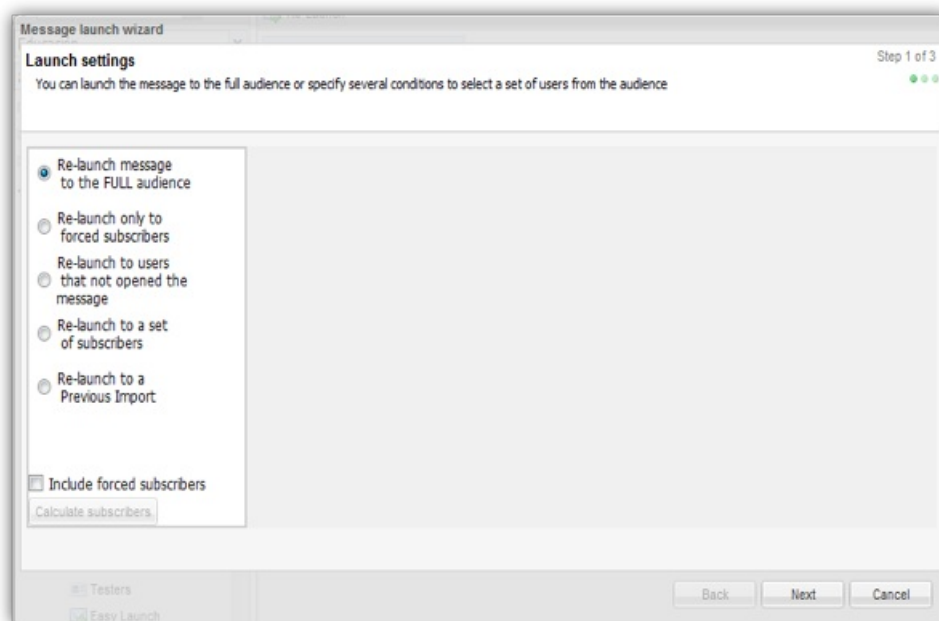 Message launch wizard
Launch settings
Step 1 of 3
You can launch the message to the full audience or specify several conditions to select a set of users from the audience
Re-launch message
to the FULL audience
Re-launch only to
forced subscribers
Re-launch to users
that not opened the
message
Re-launch to a set
of subscribers
Re-launch to a
Previous Import
Include forced subscribers
Calculate subscribers
Testers
Easy Launch
Back
Next
Cancel